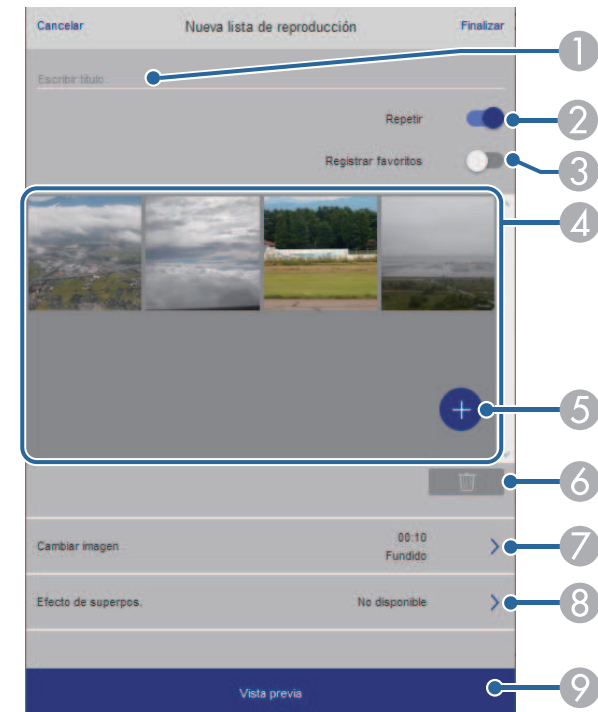 Cancelar Nueva lista de reproducción Finalizar
1
Escribir título
Repetir
2
Registrar favoritos
3
4
+
5
6
Cambiar imagen
00:10
Fundido
7
Efecto de superpos.
No disponible
8
Vista previa
9